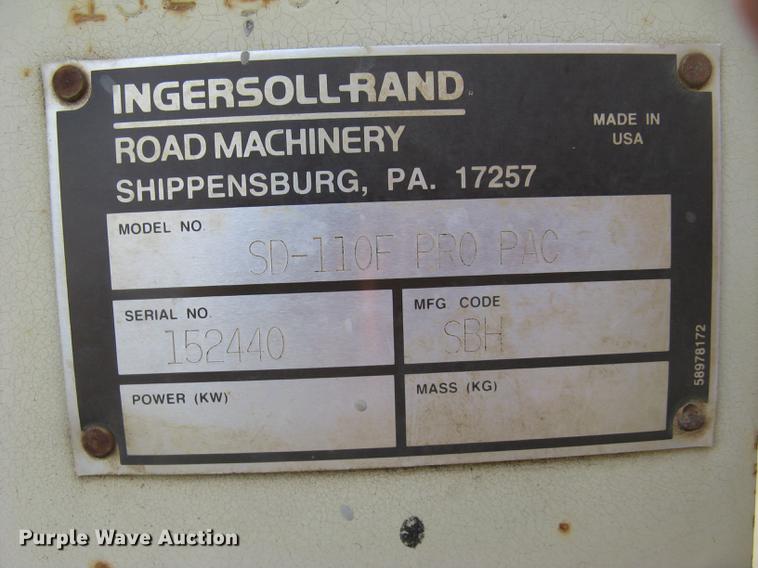 INGERSOLL-RAND
ROAD MACHINERY
SHIPPENSBURG, PA. 17257
MADE IN
USA
MODEL NO.
SD-110F PRO PAC
SERIAL NO.
152440
MFG CODE
SBH
POWER (KW)
MASS (KG)
58978172
Purple Wave Auction